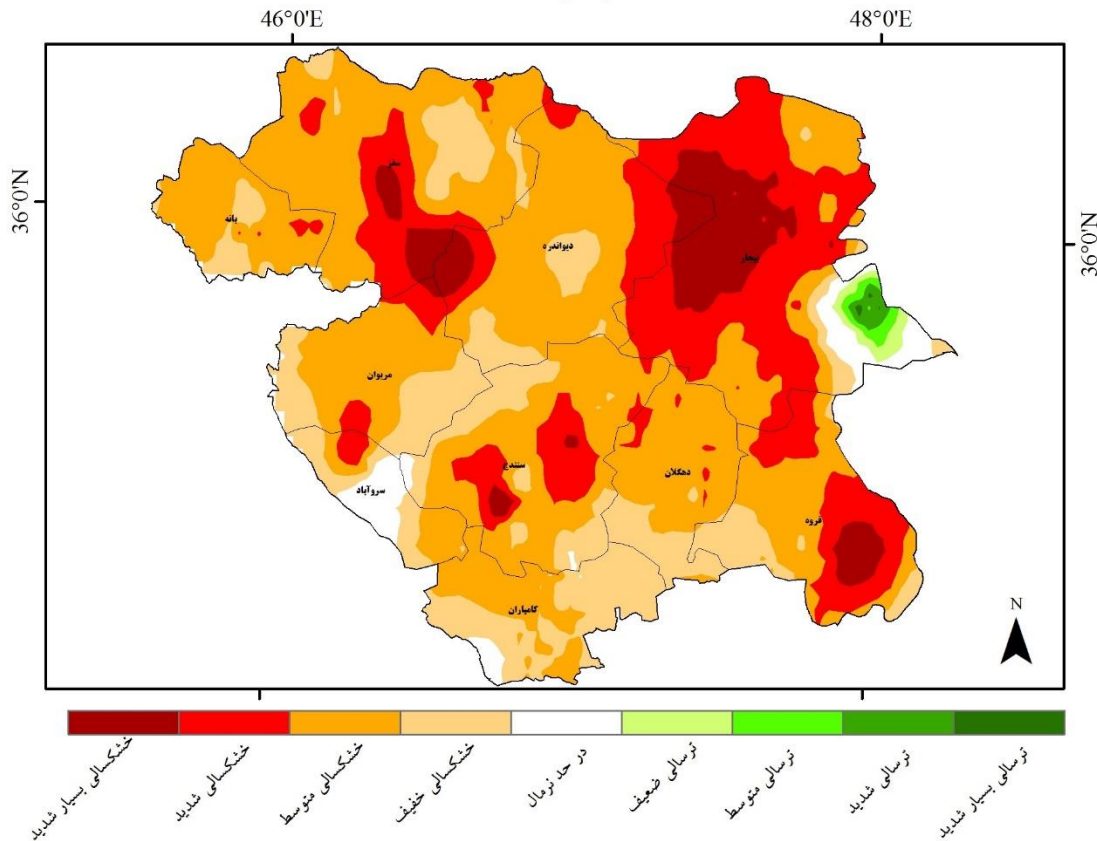 46°0'E
48°0'E
36°0'N
36°0'N
سقز
بانه
دیواندره
بیجار
مریوان
سنندج
دهگلان
سروآباد
قروه
کامیاران
N
خشکسالی بسیار شدید
خشکسالی شدید
خشکسالی متوسط
خشکسالی خفیف
در حد نرمال
ترسالی ضعیف
ترسالی متوسط
ترسالی شدید
ترسالی بسیار شدید